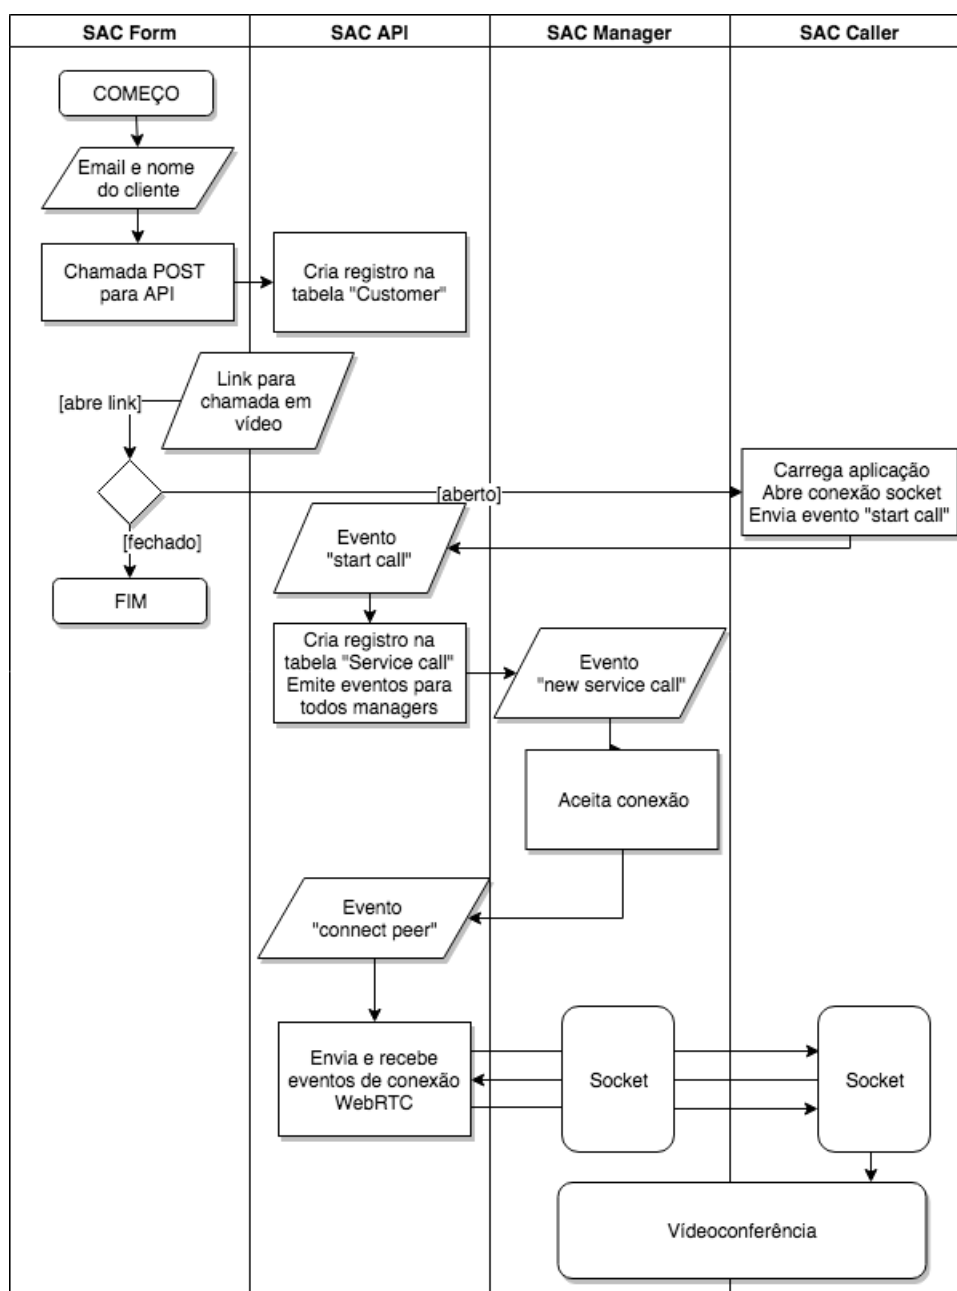 SAC Form
SAC API
SAC Manager
SAC Caller
COMEÇO
Email e nome
do cliente
Chamada POST
para API
Cria registro na
tabela "Customer"
Link para
chamada em
vídeo
[abre link]
[aberto]
Carrega aplicação
Abre conexão socket
Envia evento "start call"
[fechado]
FIM
Evento
"start call"
Cria registro na
tabela "Service call"
Emite eventos para
todos managers
Evento
"new service call"
Aceita conexão
Evento
"connect peer"
Envia e recebe
eventos de conexão
WebRTC
Socket
Socket
Vídeoconferência